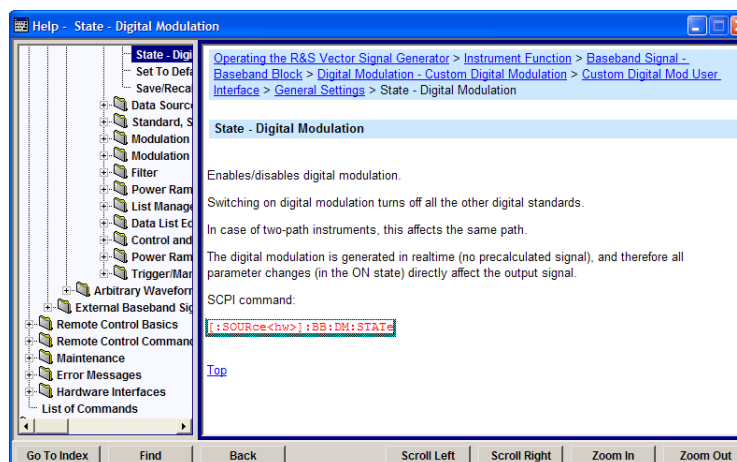 Help - State - Digital Modulation
State - Digi
Set To Defa
Save/Recal
Data Source
Standard, S
Modulation
Modulation
Filter
Power Ram
List Manage
Data List Ed
Control and
Power Ram
Trigger/Mar
Arbitrary Waveform
External Baseband Sig
Remote Control Basics
Remote Control Command
Maintenance
Error Messages
Hardware Interfaces
List of Commands
Operating the R&S Vector Signal Generator > Instrument Function > Baseband Signal -
Baseband Block > Digital Modulation - Custom Digital Modulation > Custom Digital Mod User
Interface > General Settings > State - Digital Modulation
State - Digital Modulation
Enables/disables digital modulation.
Switching on digital modulation turns off all the other digital standards.
In case of two-path instruments, this affects the same path.
The digital modulation is generated in realtime (no precalculated signal), and therefore all
parameter changes (in the ON state) directly affect the output signal.
SCPI command:
[:SOURce<hw>]:BB:DM:STATe
Top
Go To Index
Find
Back
Scroll Left
Scroll Right
Zoom In
Zoom Out